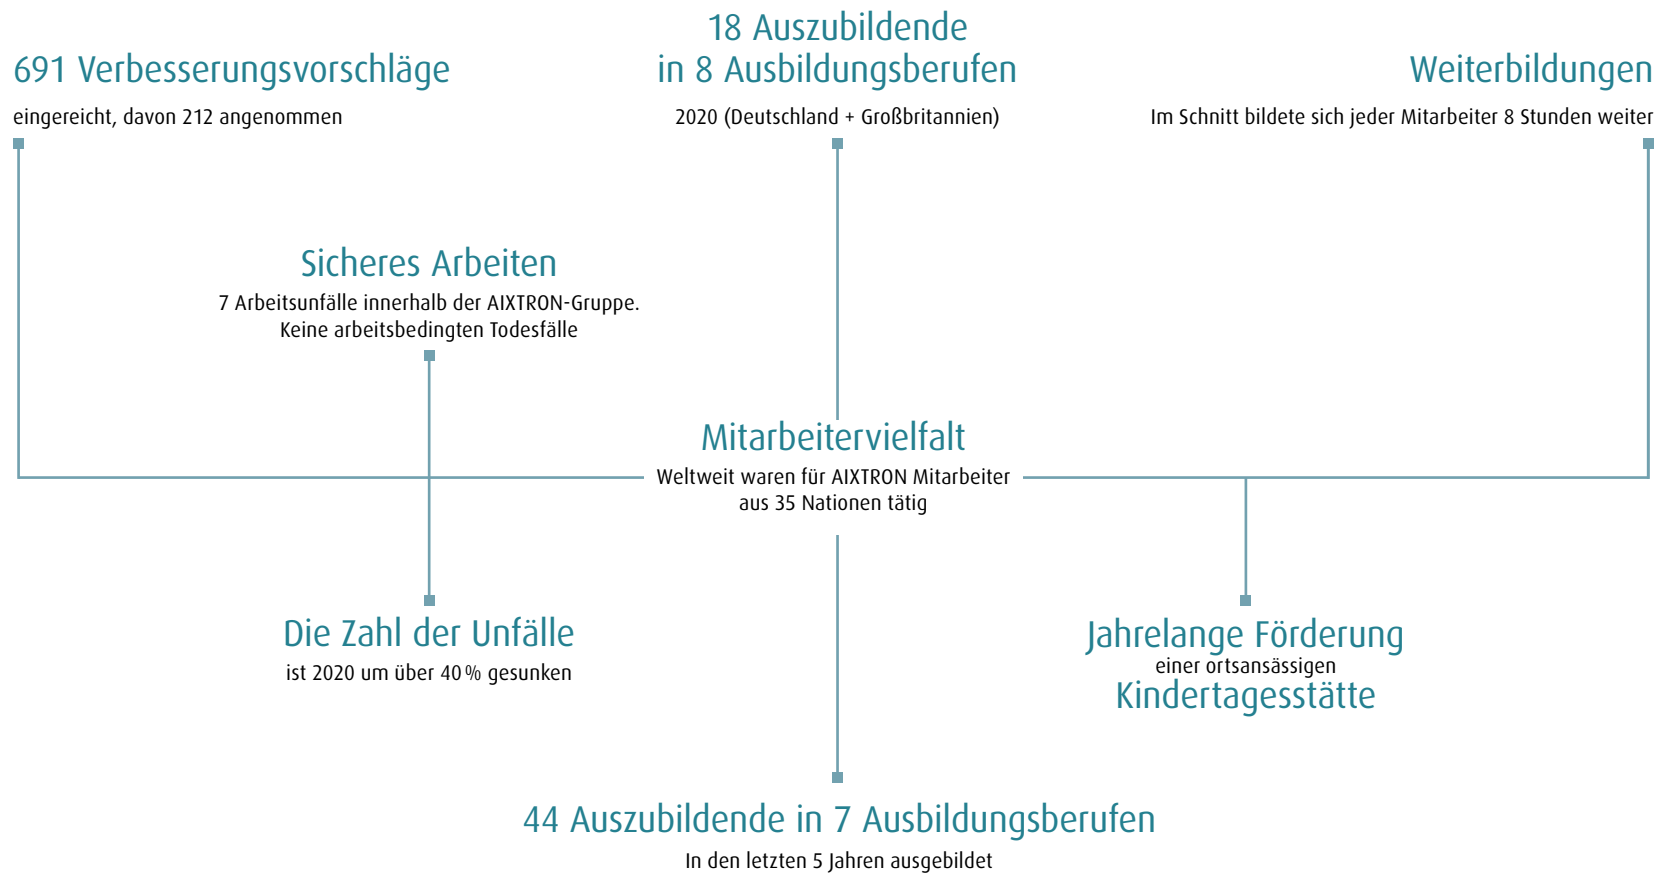 691 Verbesserungsvorschläge
eingereicht, davon 212 angenommen
18 Auszubildende
in 8 Ausbildungsberufen
2020 (Deutschland + Großbritannien)
Weiterbildungen
Im Schnitt bildete sich jeder Mitarbeiter 8 Stunden weiter
Sicheres Arbeiten
7 Arbeitsunfälle innerhalb der AIXTRON-Gruppe.
Keine arbeitsbedingten Todesfälle
Mitarbeitervielfalt
Weltweit waren für AIXTRON Mitarbeiter
aus 35 Nationen tätig
Die Zahl der Unfälle
ist 2020 um über 40 % gesunken
Jahrelange Förderung
einer ortsansässigen
Kindertagesstätte
44 Auszubildende in 7 Ausbildungsberufen
In den letzten 5 Jahren ausgebildet